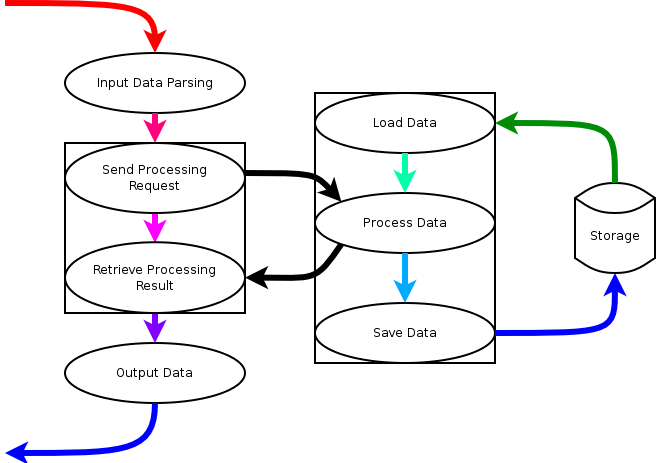 Input Data Parsing
Send Processing
Request
Retrieve Processing
Result
Output Data
Load Data
Process Data
Save Data
Storage